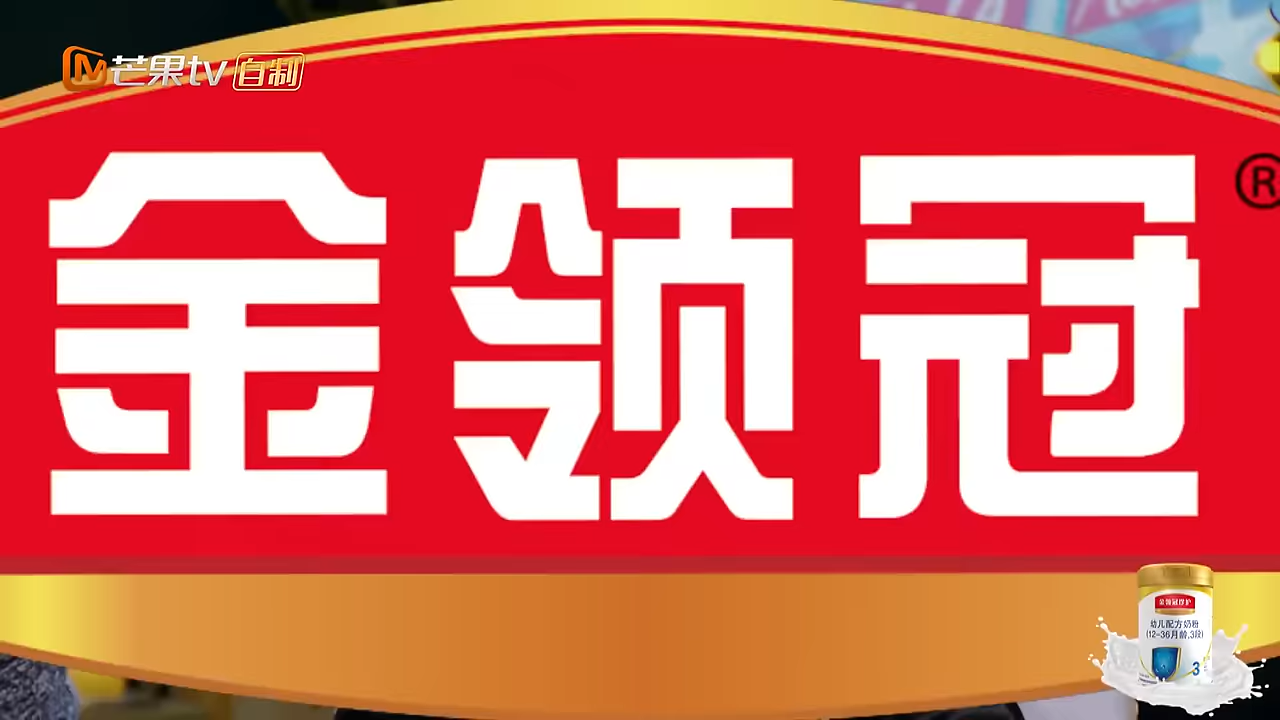 芒果tv 自制
金领冠®
金领冠珍护
幼儿配方奶粉
(12-36月龄,3段)
3